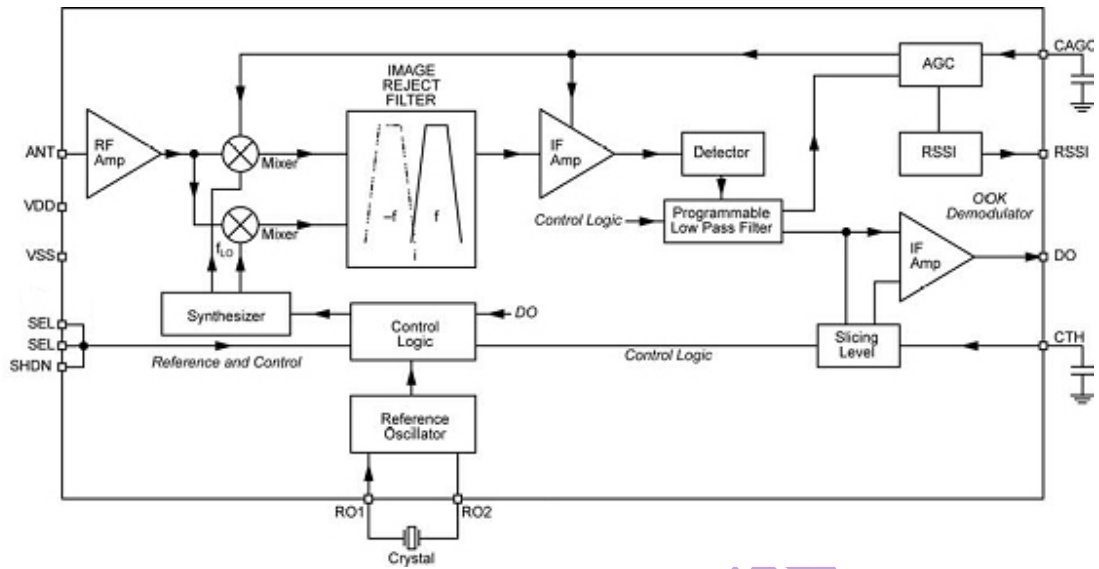 CAGC
AGC
IMAGE
REJECT
FILTER
RF
Amp
ANT
Mixer
IF
Amp
Detector
RSSI
RSSI
OOK
Demodulator
VDD
–f
f
Control Logic
Programmable
Low Pass Filter
Mixer
fLO
IF
Amp
VSS
DO
Synthesizer
DO
Control
Logic
SEL
SEL
SHDN
Reference and Control
Control Logic
Slicing
Level
CTH
Reference
Oscillator
RO1
RO2
Crystal